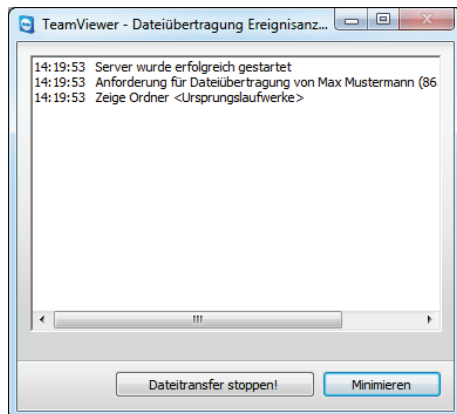 TeamViewer - Dateiübertragung Ereignisanz...
14:19:53 Server wurde erfolgreich gestartet
14:19:53 Anforderung für Dateiübertragung von Max Mustermann (86.
14:19:53 Zeige Ordner <Ursprungslaufwerke>
Dateitransfer stoppen!
Minimieren